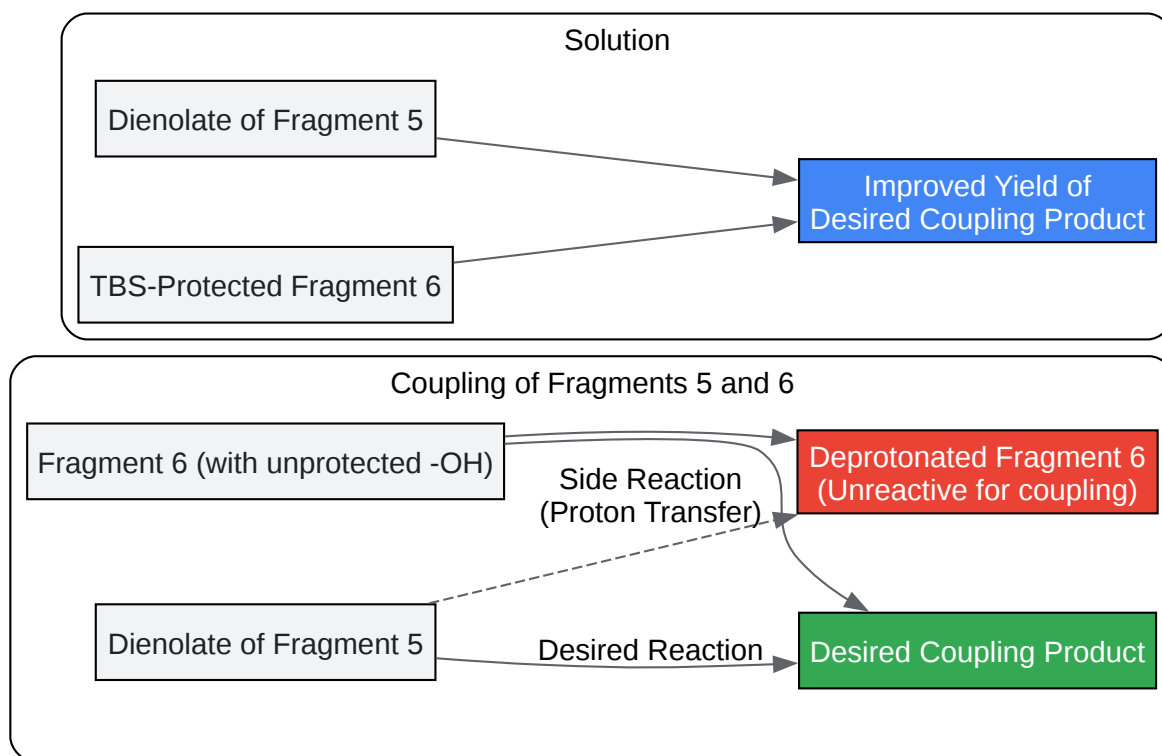 Solution
Dienolate of Fragment 5
Improved Yield of
Desired Coupling Product
TBS-Protected Fragment 6
Coupling of Fragments 5 and 6
Fragment 6 (with unprotected -OH)
Deprotonated Fragment 6
(Unreactive for coupling)
Side Reaction
(Proton Transfer)
Dienolate of Fragment 5
Desired Reaction
Desired Coupling Product